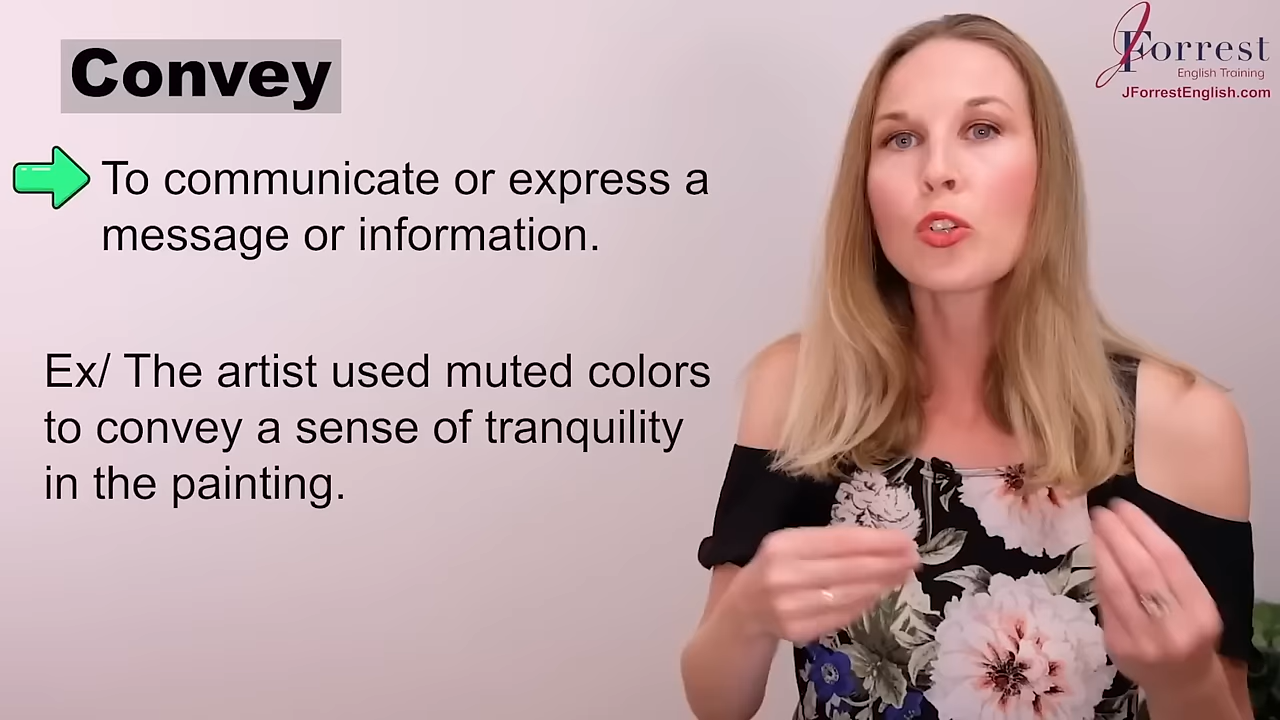 Convey
To communicate or express a
message or information.
Ex/ The artist used muted colors
to convey a sense of tranquility
in the painting.
JForrest
English Training
JForrestEnglish.com